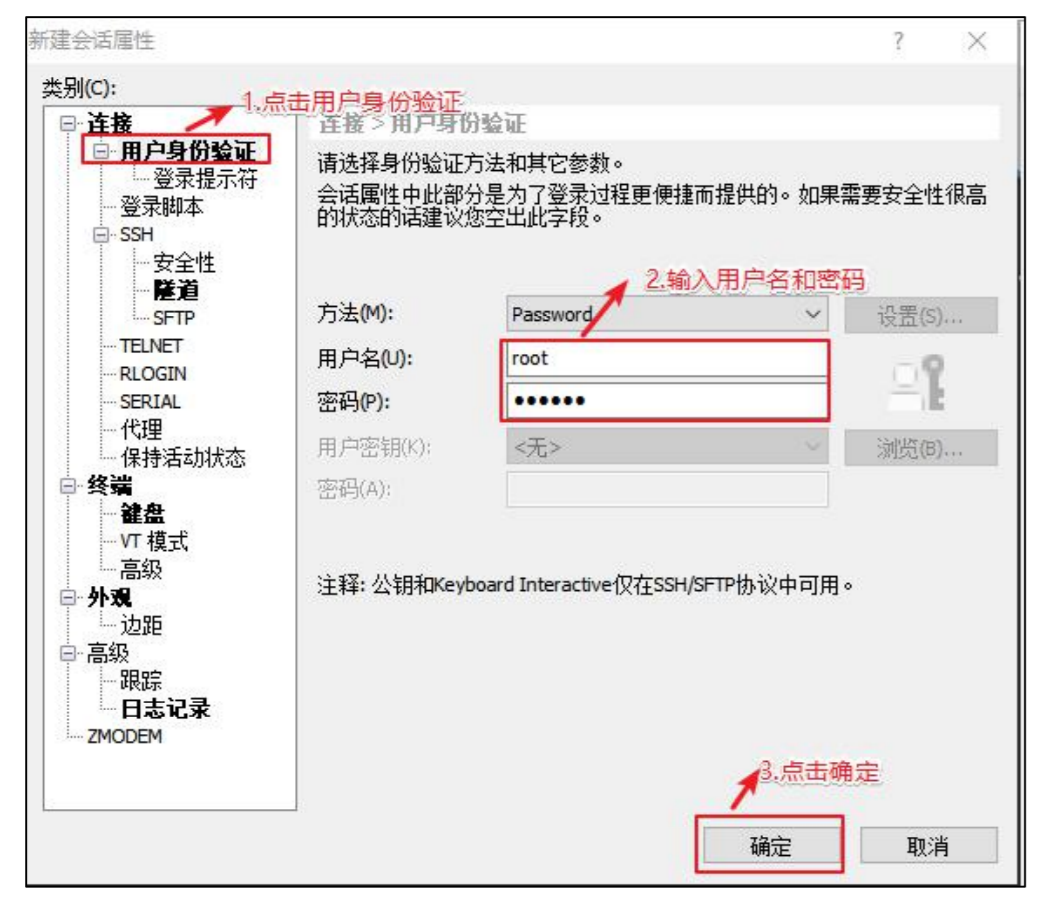 新建会话属性
?
类别(C):
1.点击用户身份验证
连接
用户身份验证
登录提示符
登录脚本
SSH
安全性
隧道
SFTP
TELNET
RLOGIN
SERIAL
代理
保持活动状态
终端
键盘
VT 模式
高级
外观
边距
高级
跟踪
日志记录
ZMODEM
连接 > 用户身份验证
请选择身份验证方法和其它参数。
会话属性中此部分是为了登录过程更便捷而提供的。如果需要安全性很高
的状态的话建议您空出此字段。
2.输入用户名和密码
方法(M):
Password
设置(S)...
用户名(U):
root
密码(P):
●●●●●●
用户密钥(K):
<无>
浏览(B)...
密码(A):
注释: 公钥和Keyboard Interactive仅在SSH/SFTP协议中可用。
3.点击确定
确定
取消